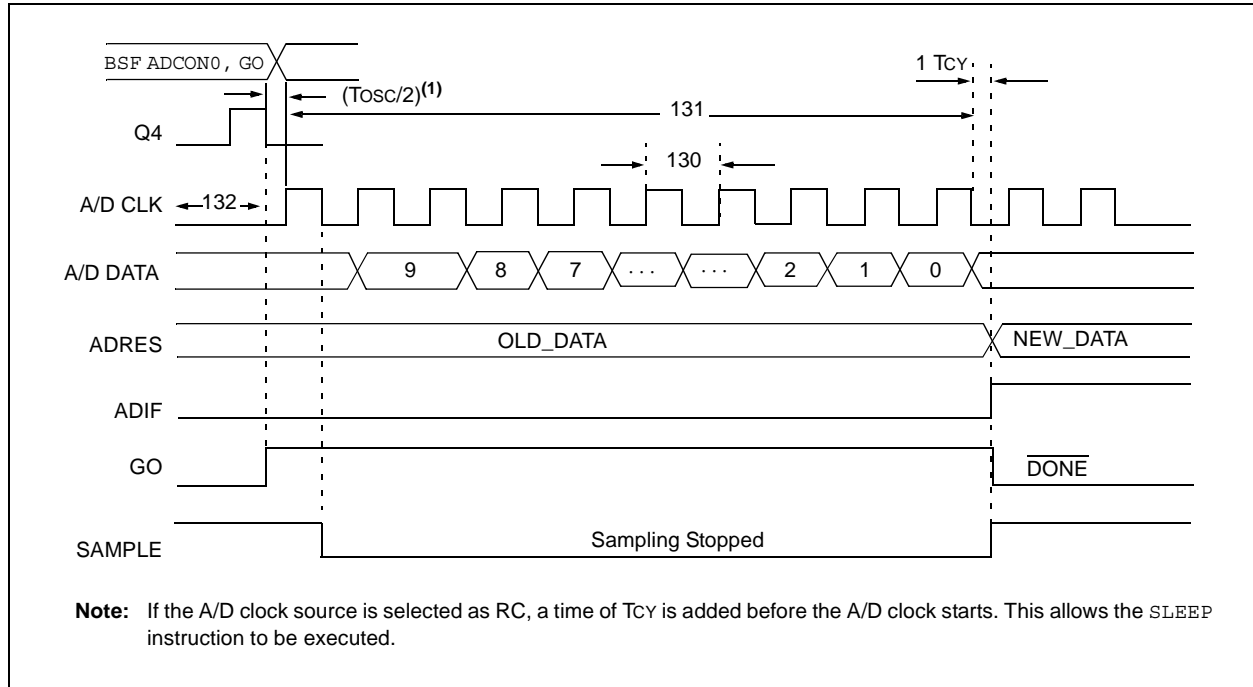 BSF ADCON0, GO
(TOSC/2)(1)
1 TCY
131
Q4
130
A/D CLK
132
A/D DATA
9 8 7 . . . . . . 2 1 0
ADRES
OLD_DATA
NEW_DATA
ADIF
GO
DONE
SAMPLE
Sampling Stopped
Note: If the A/D clock source is selected as RC, a time of TCY is added before the A/D clock starts. This allows the SLEEP
instruction to be executed.